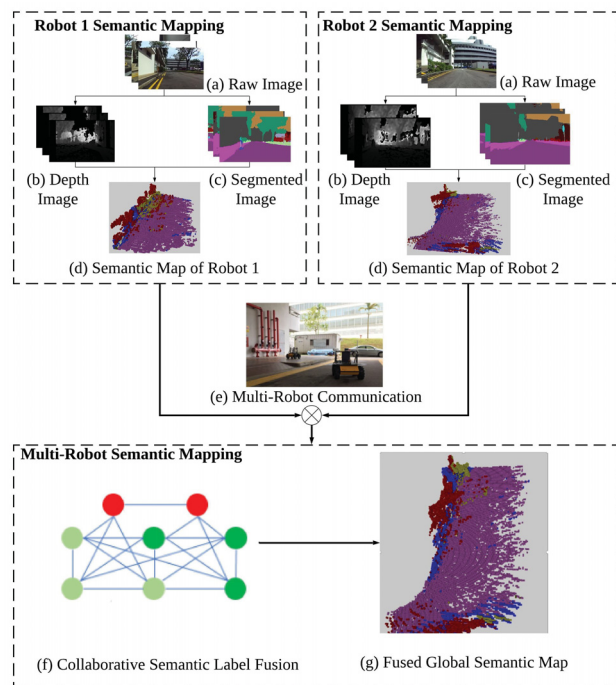 Robot 1 Semantic Mapping
(a) Raw Image
(b) Depth
Image
(c) Segmented
Image
(d) Semantic Map of Robot 1
Robot 2 Semantic Mapping
(a) Raw Image
(b) Depth
Image
(c) Segmented
Image
(d) Semantic Map of Robot 2
(e) Multi-Robot Communication
Multi-Robot Semantic Mapping
(f) Collaborative Semantic Label Fusion
(g) Fused Global Semantic Map